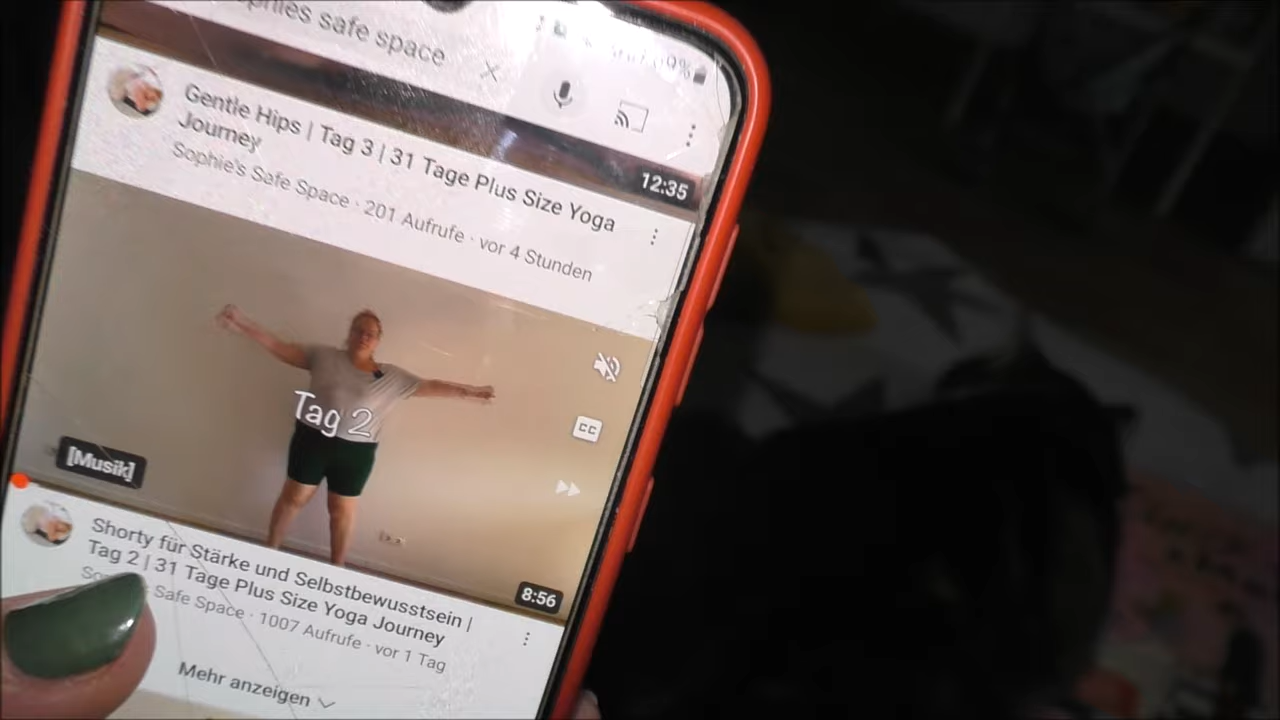 safe space
9%
12:35
Gentle Hips | Tag 3 | 31 Tage Plus Size Yoga
Journey
Sophie's Safe Space · 201 Aufrufe · vor 4 Stunden
Tag 2
CC
[Musik]
8:56
Shorty für Stärke und Selbstbewusstsein |
Tag 2 | 31 Tage Plus Size Yoga Journey
Safe Space · 1007 Aufrufe · vor 1 Tag
Mehr anzeigen